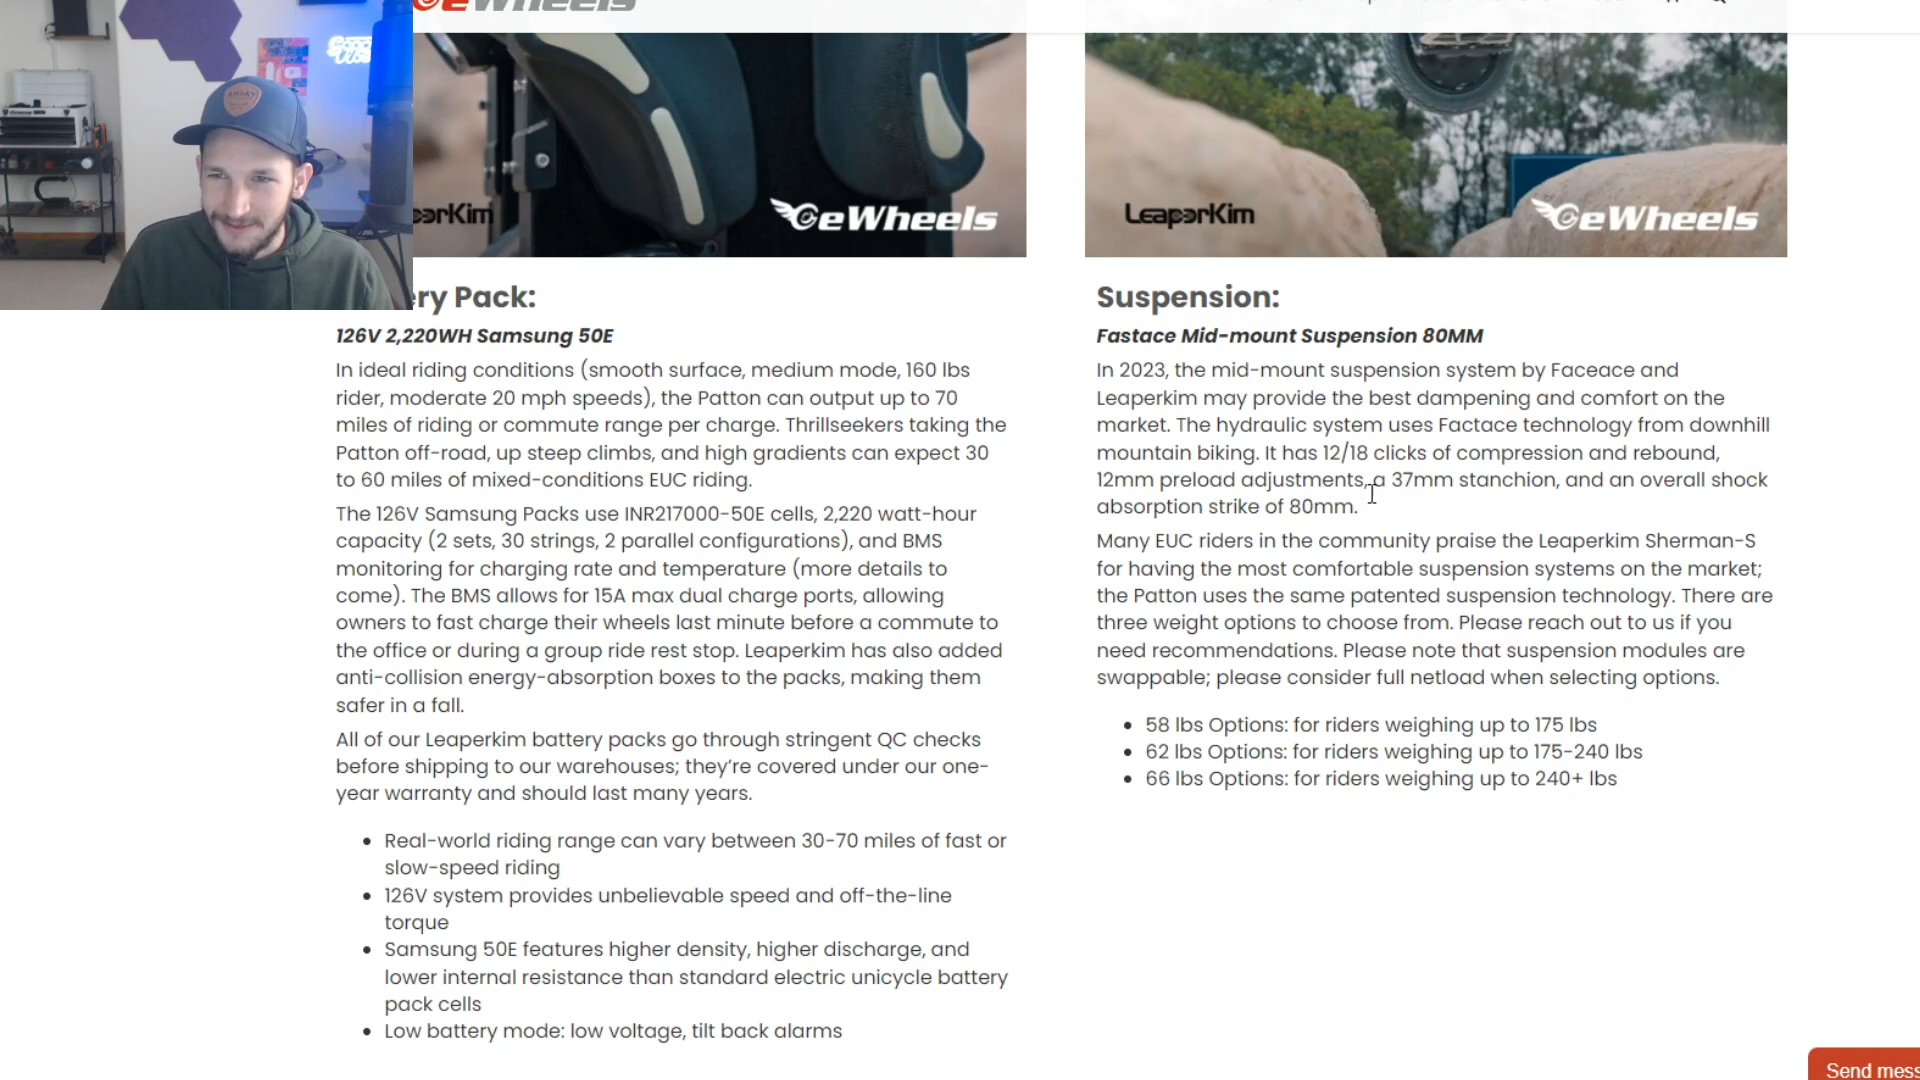 eWheels
LeaperKim
eWheels
LeaperKim
eWheels
ry Pack:
126V 2,220WH Samsung 50E
In ideal riding conditions (smooth surface, medium mode, 160 lbs
rider, moderate 20 mph speeds), the Patton can output up to 70
miles of riding or commute range per charge. Thrillseekers taking the
Patton off-road, up steep climbs, and high gradients can expect 30
to 60 miles of mixed-conditions EUC riding.
The 126V Samsung Packs use INR217000-50E cells, 2,220 watt-hour
capacity (2 sets, 30 strings, 2 parallel configurations), and BMS
monitoring for charging rate and temperature (more details to
come). The BMS allows for 15A max dual charge ports, allowing
owners to fast charge their wheels last minute before a commute to
the office or during a group ride rest stop. Leaperkim has also added
anti-collision energy-absorption boxes to the packs, making them
safer in a fall.
All of our Leaperkim battery packs go through stringent QC checks
before shipping to our warehouses; they're covered under our one-
year warranty and should last many years.
• Real-world riding range can vary between 30-70 miles of fast or
slow-speed riding
• 126V system provides unbelievable speed and off-the-line
torque
• Samsung 50E features higher density, higher discharge, and
lower internal resistance than standard electric unicycle battery
pack cells
• Low battery mode: low voltage, tilt back alarms
Suspension:
Fastace Mid-mount Suspension 80MM
In 2023, the mid-mount suspension system by Faceace and
Leaperkim may provide the best dampening and comfort on the
market. The hydraulic system uses Factace technology from downhill
mountain biking. It has 12/18 clicks of compression and rebound,
12mm preload adjustments, a 37mm stanchion, and an overall shock
absorption strike of 80mm.
Many EUC riders in the community praise the Leaperkim Sherman-S
for having the most comfortable suspension systems on the market;
the Patton uses the same patented suspension technology. There are
three weight options to choose from. Please reach out to us if you
need recommendations. Please note that suspension modules are
swappable; please consider full netload when selecting options.
• 58 lbs Options: for riders weighing up to 175 lbs
• 62 lbs Options: for riders weighing up to 175-240 lbs
• 66 lbs Options: for riders weighing up to 240+ lbs
Send mess